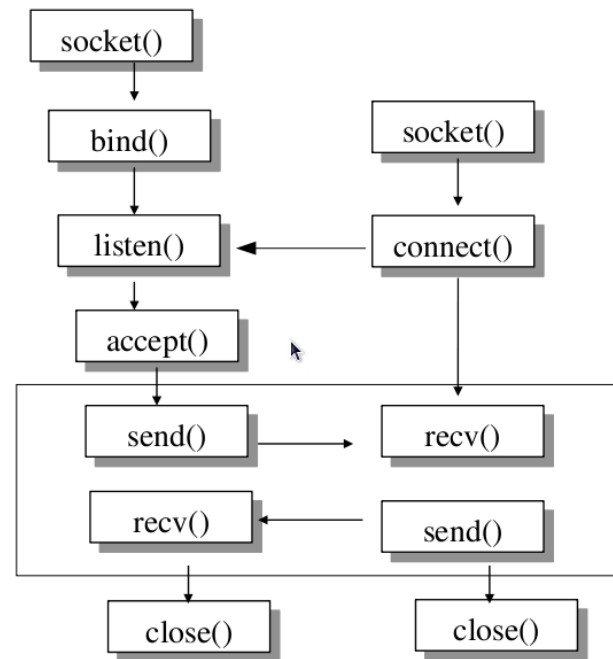 socket()
bind()
socket()
listen()
connect()
accept()
send()
recv()
recv()
send()
close()
close()